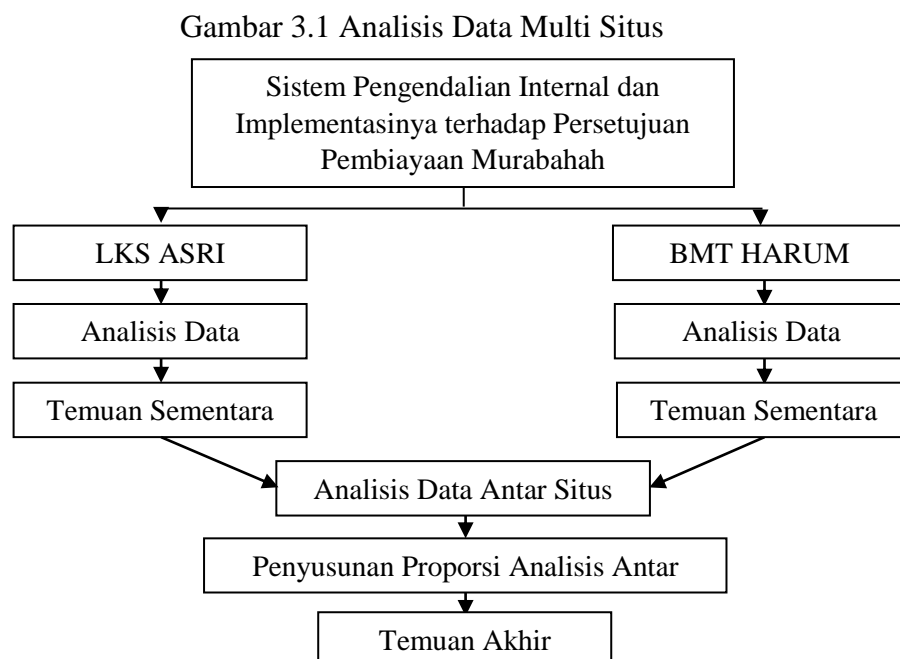 Gambar 3.1 Analisis Data Multi Situs
Sistem Pengendalian Internal dan
Implementasinya terhadap Persetujuan
Pembiayaan Murabahah
LKS ASRI
BMT HARUM
Analisis Data
Analisis Data
Temuan Sementara
Temuan Sementara
Analisis Data Antar Situs
Penyusunan Proporsi Analisis Antar
Temuan Akhir